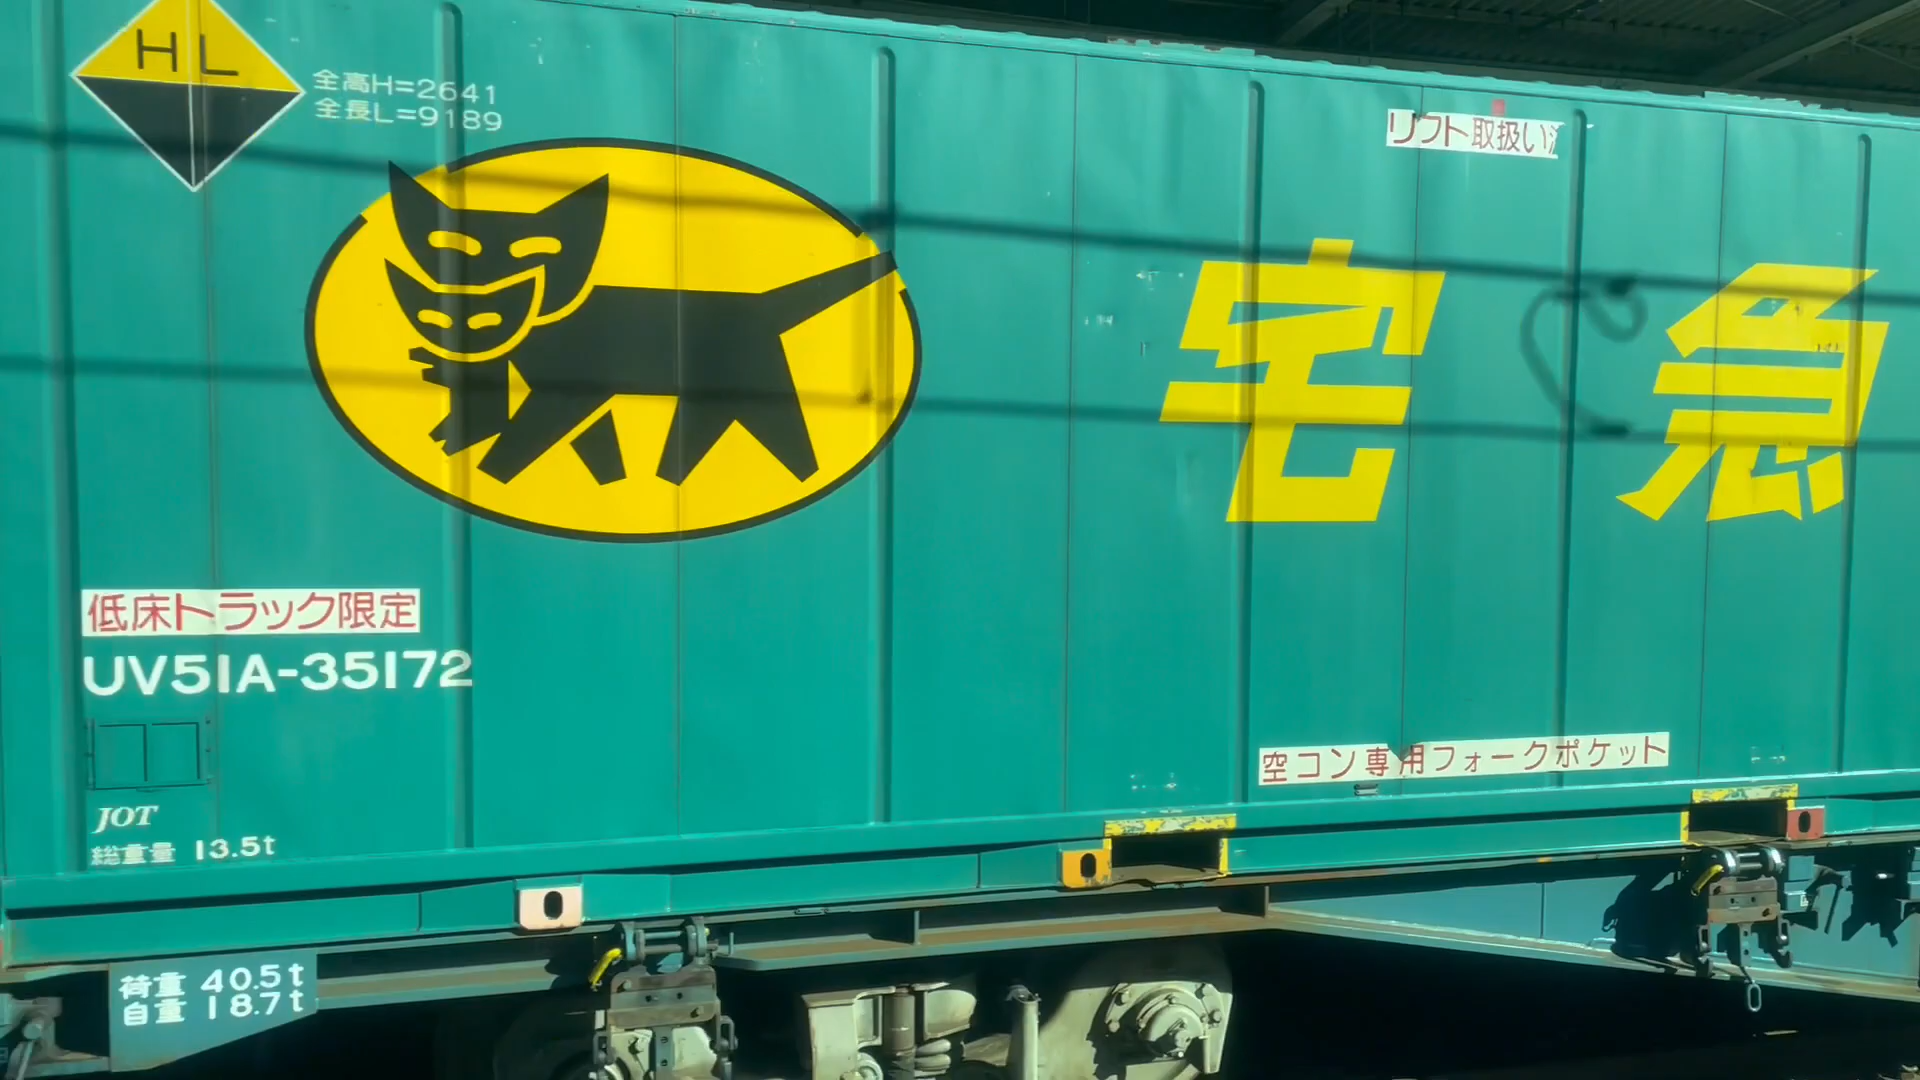 HL
全高H=2641
全長L=9189
リフト取扱い
宅急
低床トラック限定
UV51A-35172
空コン専用フォークポケット
JOT
総重量 13.5t
荷重 40.5t
自重 18.7t